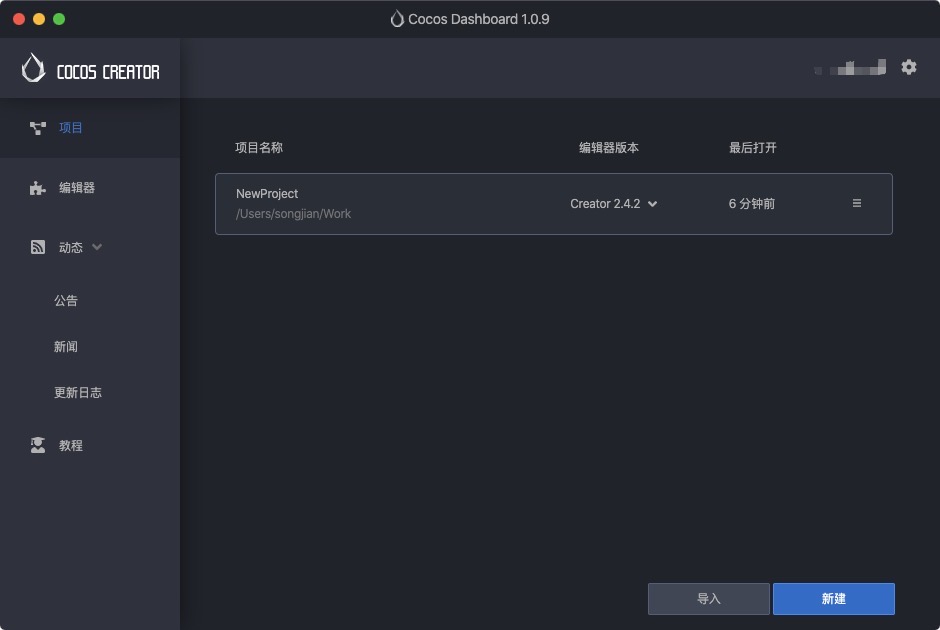 Cocos Dashboard 1.0.9
COCOS CREATOR
项目
编辑器
动态
公告
新闻
更新日志
教程
项目名称 编辑器版本 最后打开
NewProject
/Users/songjian/Work
Creator 2.4.2
6 分钟前
导入 新建